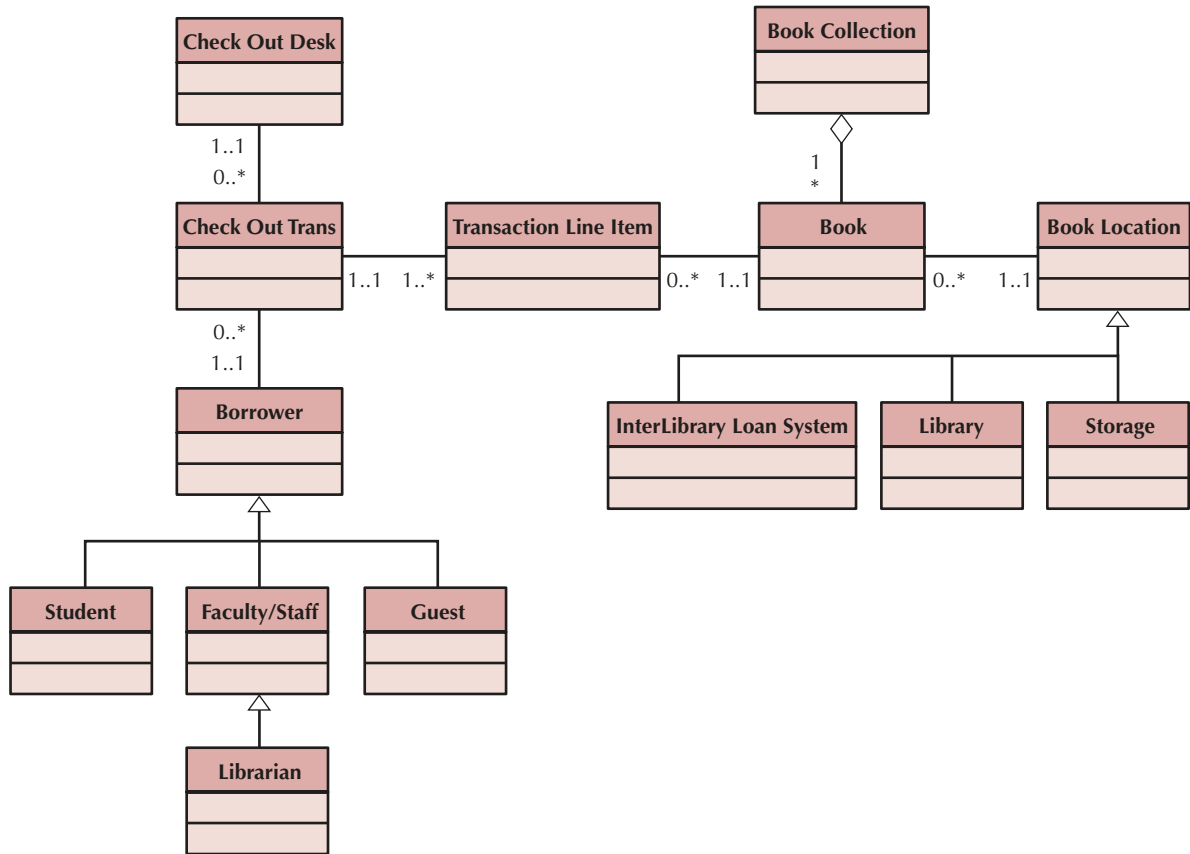 Check Out Desk
Book Collection
1..1
0..*
1
*
Check Out Trans
Transaction Line Item
Book
Book Location
1..1 1..*
0..* 1..1
0..* 1..1
0..*
1..1
Borrower
InterLibrary Loan System
Library
Storage
Student
Faculty/Staff
Guest
Librarian